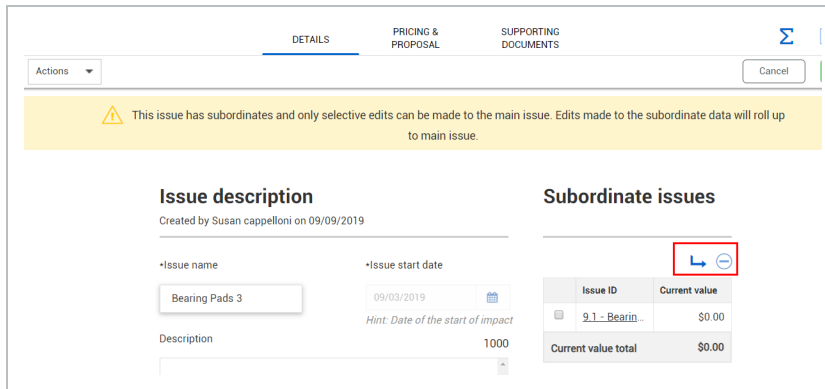 DETAILS
PRICING &
PROPOSAL
SUPPORTING
DOCUMENTS
Σ
Actions
Cancel
This issue has subordinates and only selective edits can be made to the main issue. Edits made to the subordinate data will roll up
to main issue.
Issue description
Created by Susan cappelloni on 09/09/2019
•Issue name
•Issue start date
Bearing Pads 3
09/03/2019
Hint: Date of the start of impact
Description
1000
Subordinate issues
Issue ID
Current value
9.1 - Bearin...
$0.00
Current value total
$0.00